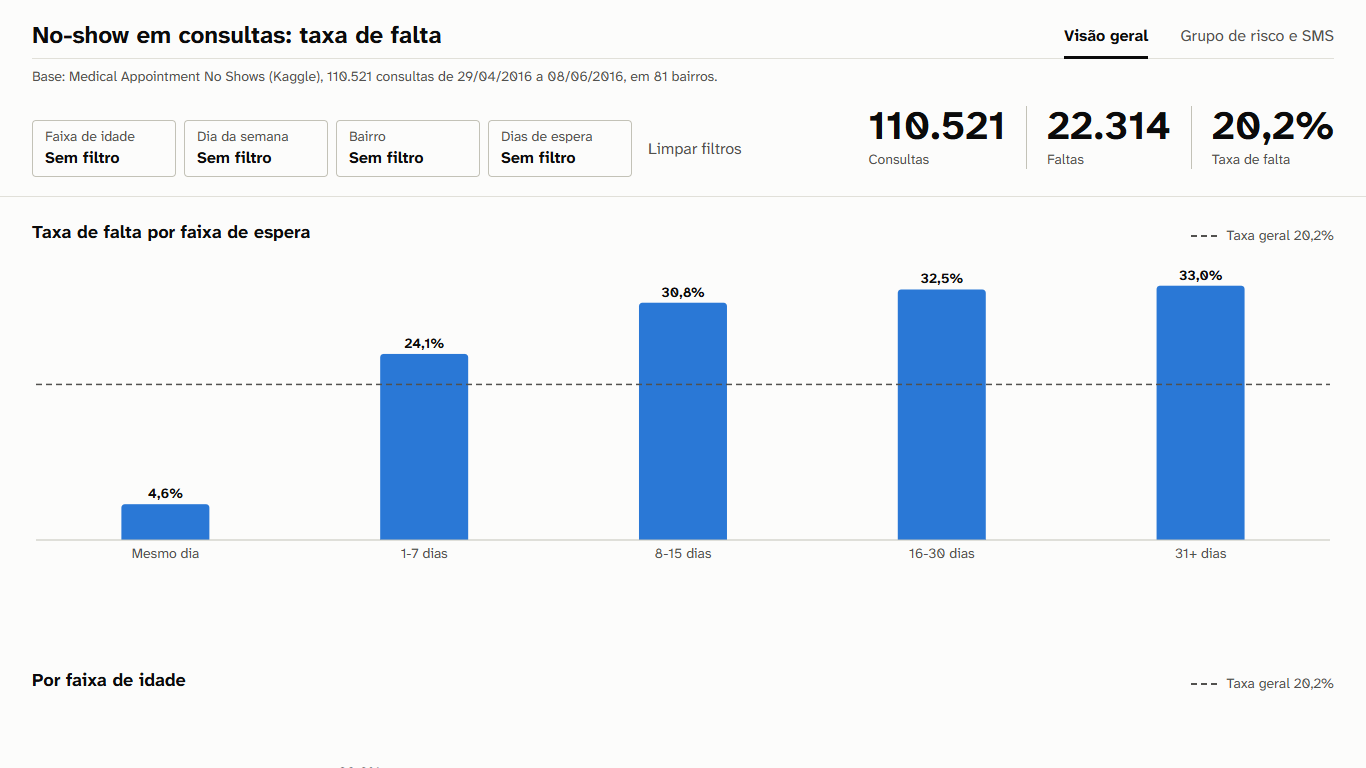 No-show em consultas: taxa de falta
Visão geral
Grupo de risco e SMS
Base: Medical Appointment No Shows (Kaggle), 110.521 consultas de 29/04/2016 a 08/06/2016, em 81 bairros.
Faixa de idade
Sem filtro
Dia da semana
Sem filtro
Bairro
Sem filtro
Dias de espera
Sem filtro
Limpar filtros
110.521
Consultas
22.314
Faltas
20,2%
Taxa de falta
Taxa de falta por faixa de espera
Taxa geral 20,2%
4,6%
24,1%
30,8%
32,5%
33,0%
Mesmo dia
1-7 dias
8-15 dias
16-30 dias
31+ dias
Por faixa de idade
Taxa geral 20,2%